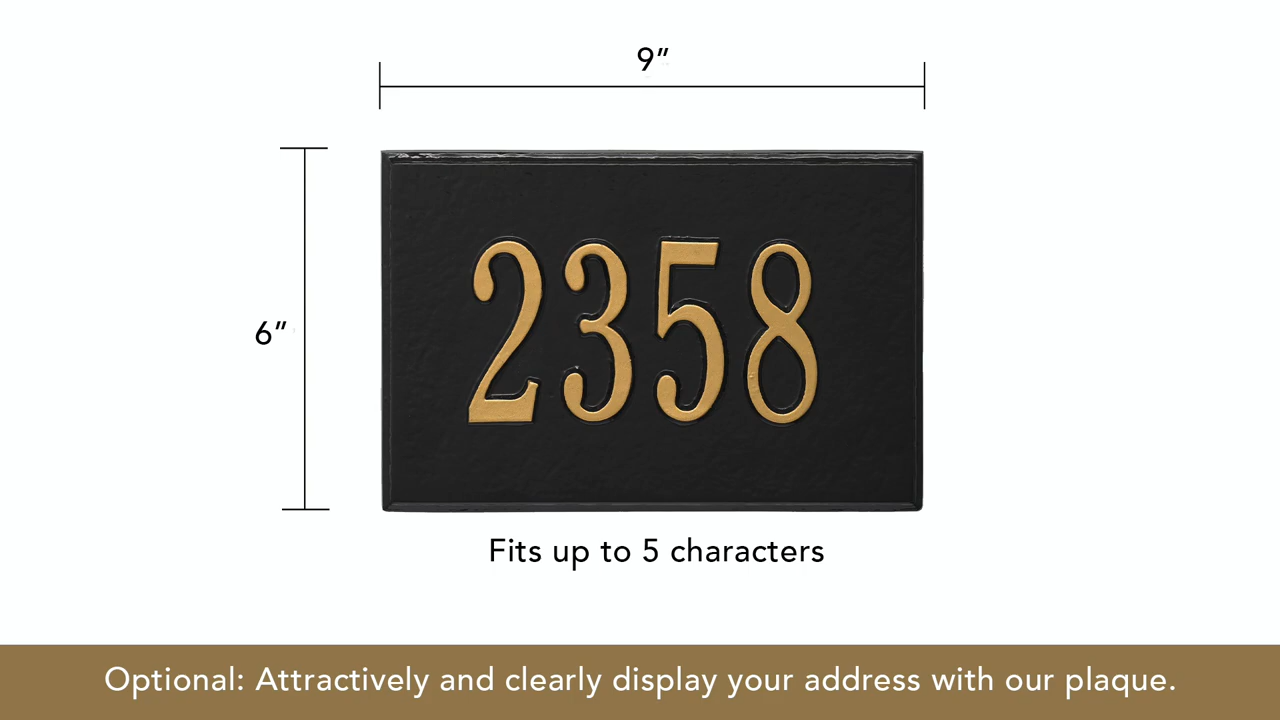 9”
6”
2358
Fits up to 5 characters
Optional: Attractively and clearly display your address with our plaque.